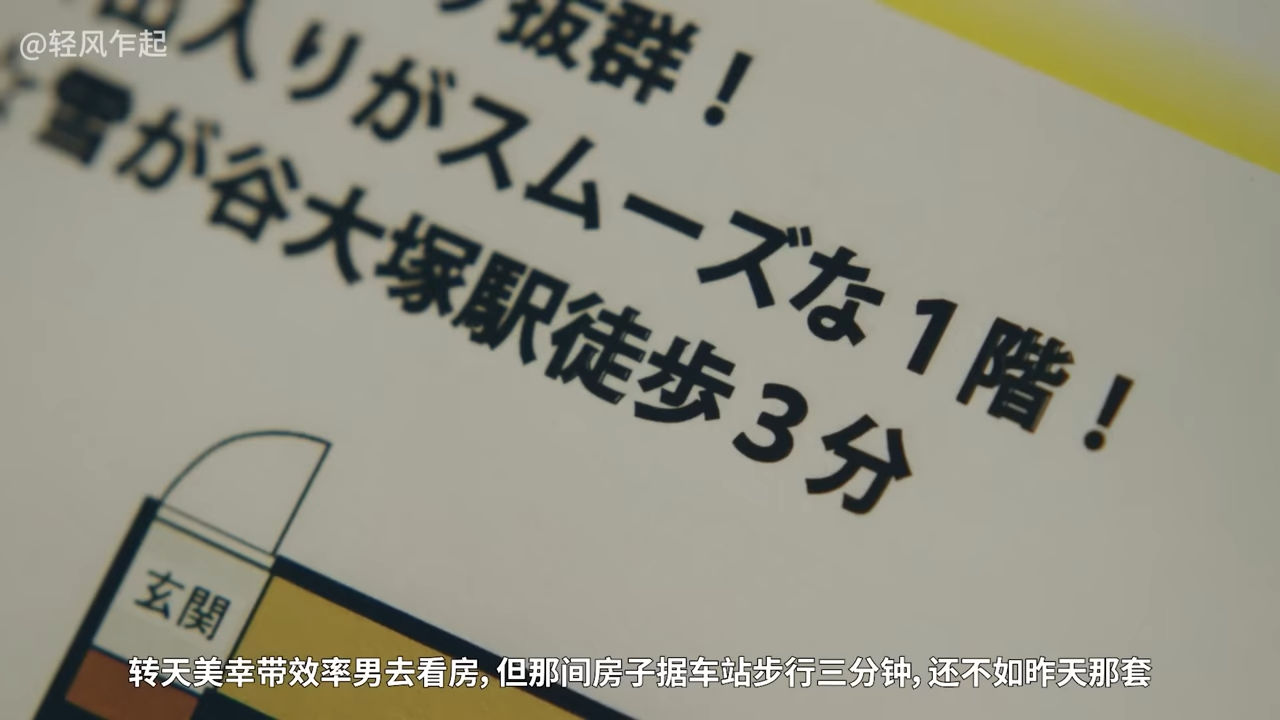 @轻风乍起
抜群！
出入りがスムーズな1階！
雪が谷大塚駅徒歩3分
玄関
转天美幸带效率男去看房, 但那间房子据车站步行三分钟, 还不如昨天那套